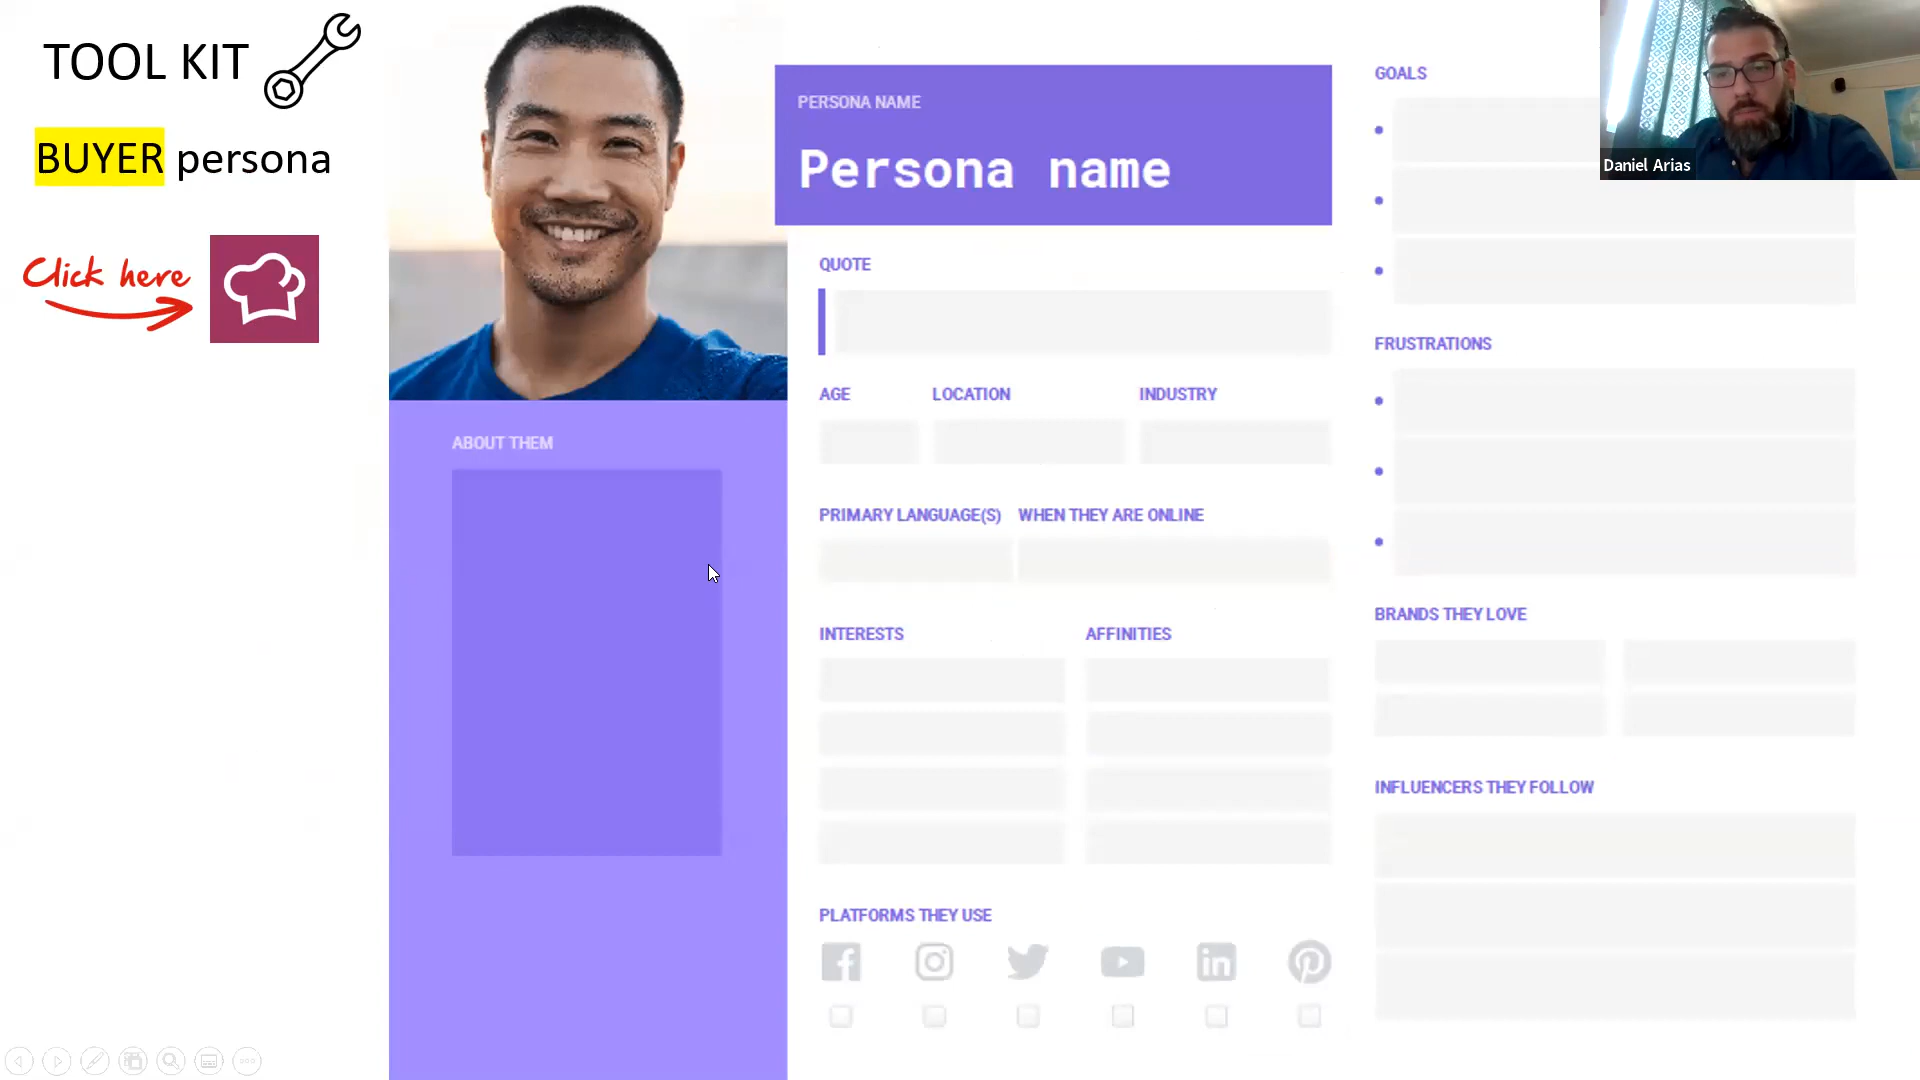 TOOL KIT
BUYER persona
Click here
PERSONA NAME
Persona name
QUOTE
AGE
LOCATION
INDUSTRY
PRIMARY LANGUAGE(S)
WHEN THEY ARE ONLINE
INTERESTS
AFFINITIES
PLATFORMS THEY USE
ABOUT THEM
GOALS
FRUSTRATIONS
BRANDS THEY LOVE
INFLUENCERS THEY FOLLOW
Daniel Arias